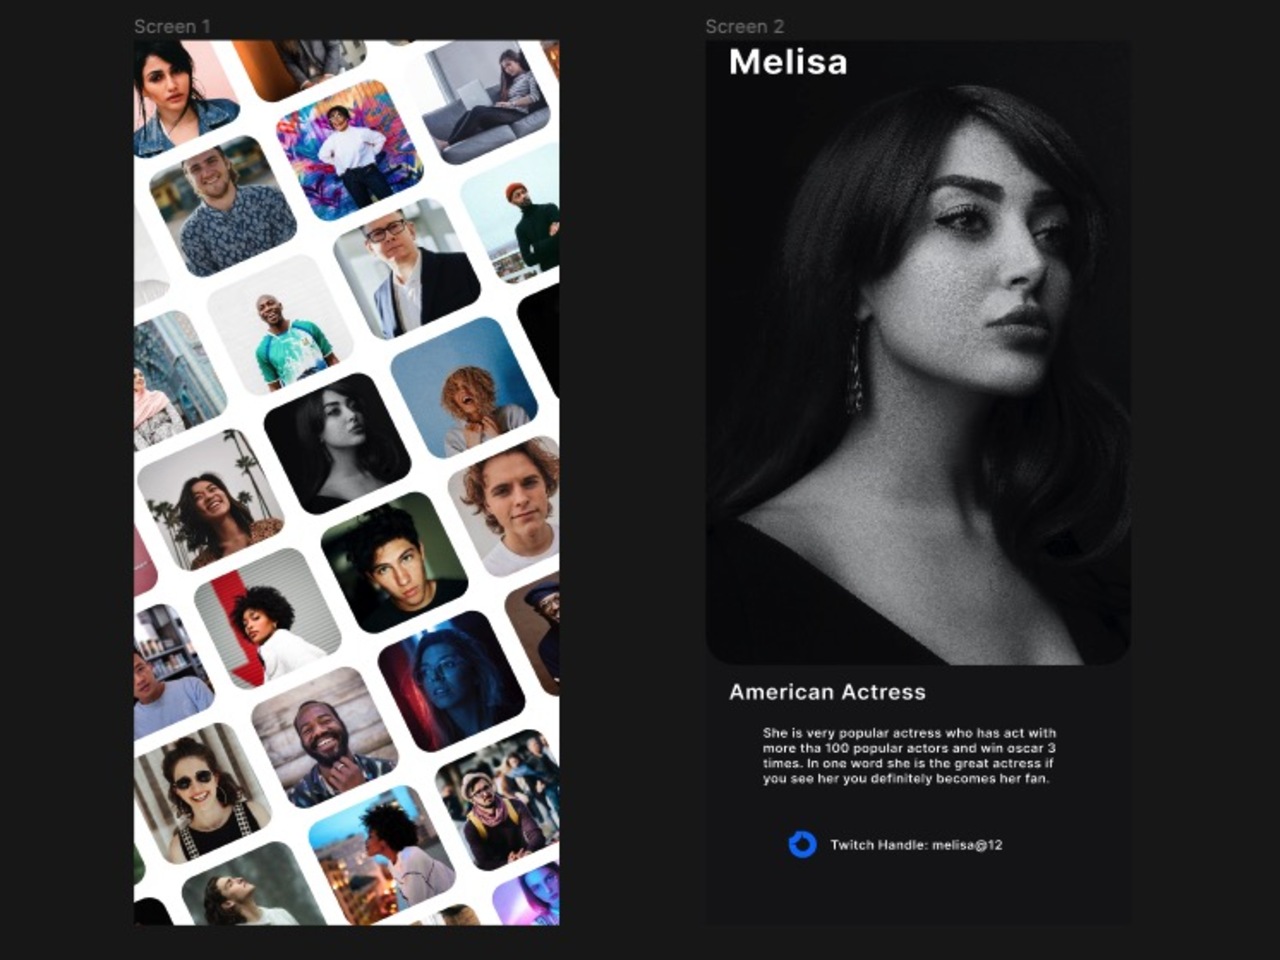 Screen 1
Screen 2
Melisa
American Actress
She is very popular actress who has act with
more tha 100 popular actors and win oscar 3
times. In one word she is the great actress if
you see her you definitely becomes her fan.
Twitch Handle: melisa@12